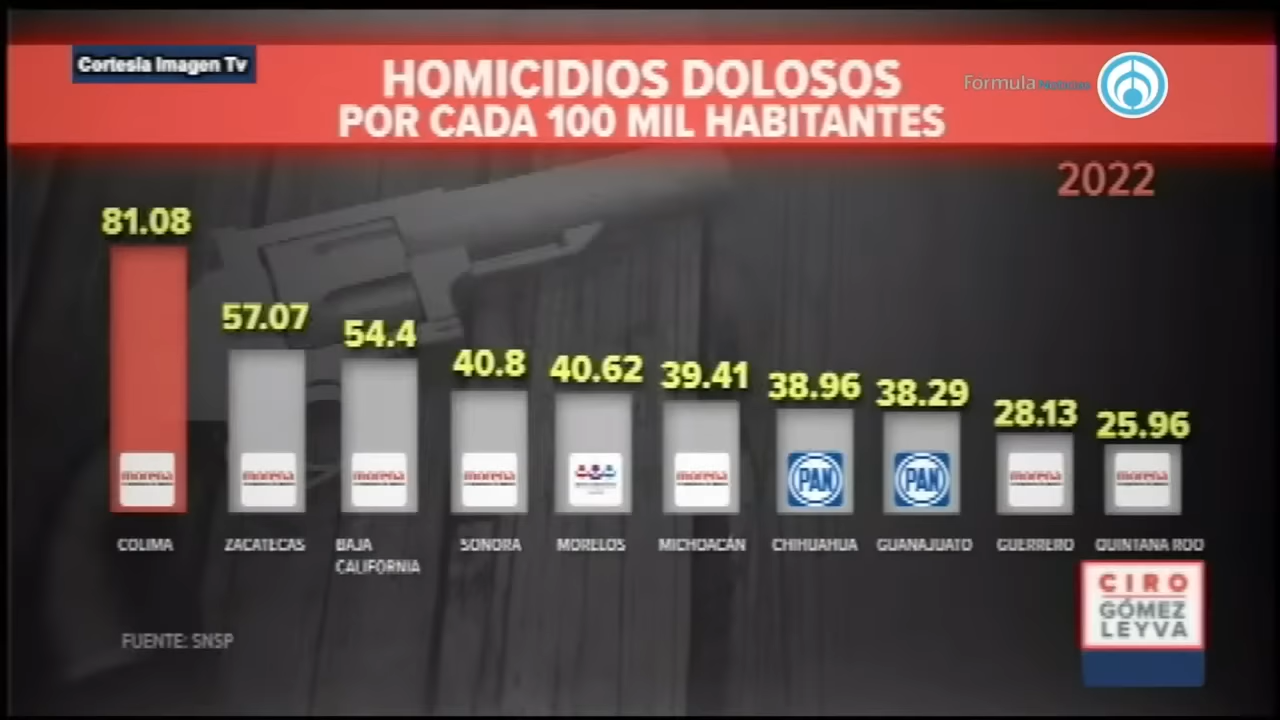 Cortesía Imagen Tv
HOMICIDIOS DOLOSOS
POR CADA 100 MIL HABITANTES
Formula Noticias
2022
81.08
57.07
54.4
40.8
40.62
39.41
38.96
38.29
28.13
25.96
morena
morena
morena
morena
morena
PAN
PAN
morena
morena
COLIMA
ZACATECAS
BAJA
CALIFORNIA
SONORA
MORELOS
MICHOACÁN
CHIHUAHUA
GUANAJUATO
GUERRERO
QUINTANA ROO
FUENTE: SNSP
CIRO
GÓMEZ
LEYVA